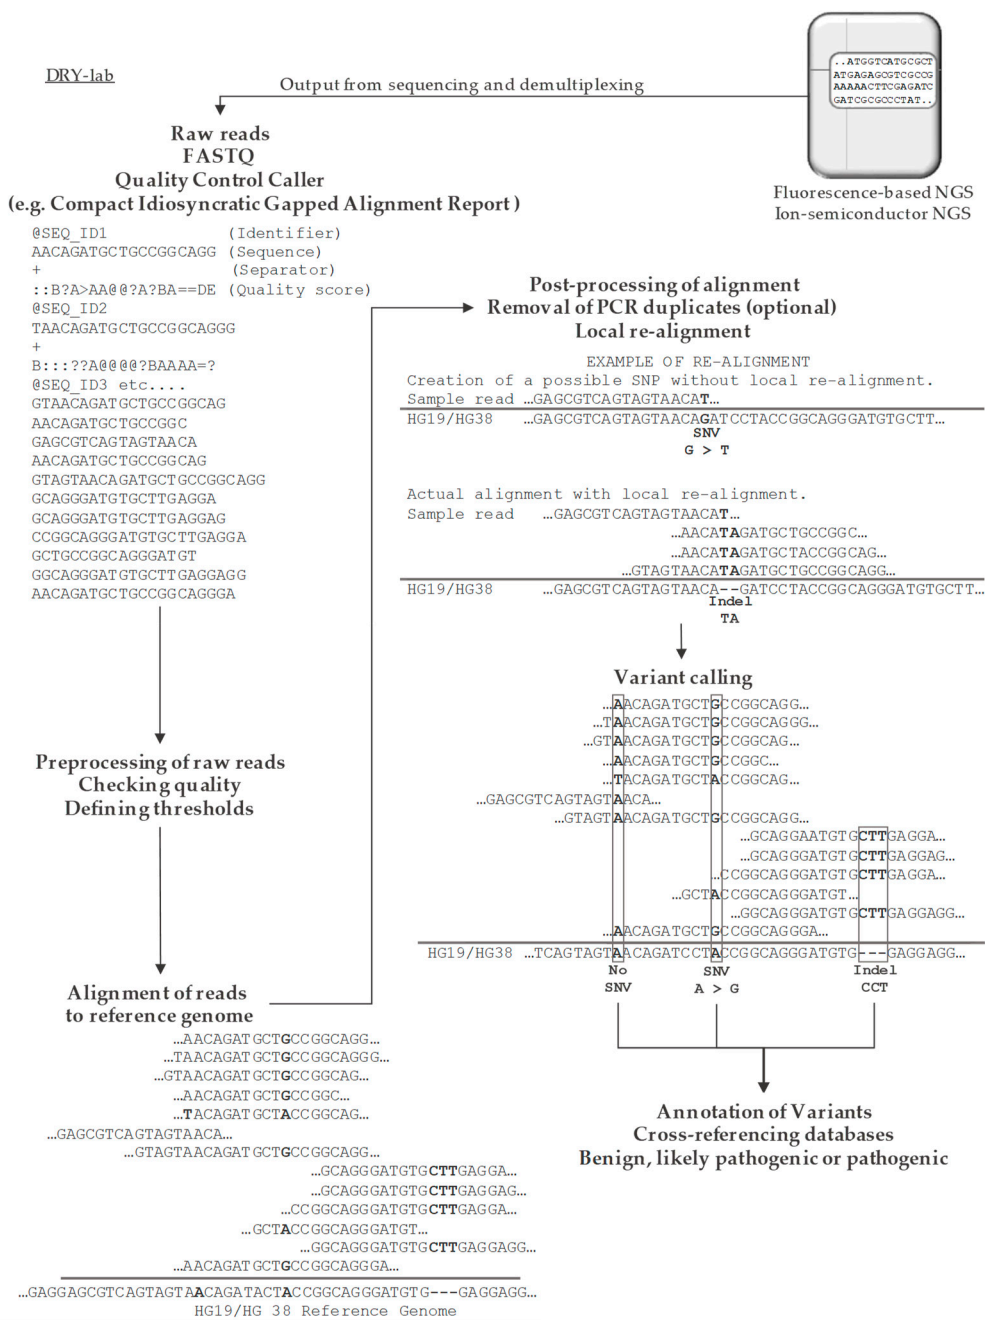 DRY-lab
Output from sequencing and demultiplexing
..ATGGTCATGCGCT
ATGAGAGCGTCGCCG
AAAAACTTCGAGATC
GATCGCGCCCTAT..
Fluorescence-based NGS
Ion-semiconductor NGS
Raw reads
FASTQ
Quality Control Caller
(e.g. Compact Idiosyncratic Gapped Alignment Report )
@SEQ_ID1 (Identifier)
AACAGATGCTGCCGGCAGG (Sequence)
+ (Separator)
::B?A>AA@@?A?BA==DE (Quality score)
@SEQ_ID2
TAACAGATGCTGCCGGCAGGG
+
B:::??A@@@@?BAAAA=?
@SEQ_ID3 etc....
GTAACAGATGCTGCCGGCAG
AACAGATGCTGCCGGC
GAGCGTCAGTAGTAACA
AACAGATGCTGCCGGCAG
GTAGTAACAGATGCTGCCGGCAGG
GCAGGGATGTGCTTGAGGA
GCAGGGATGTGCTTGAGGAG
CCGGCAGGGATGTGCTTGAGGA
GCTGCCGGCAGGGATGT
GGCAGGGATGTGCTTGAGGAGG
AACAGATGCTGCCGGCAGGGA
Preprocessing of raw reads
Checking quality
Defining thresholds
Alignment of reads
to reference genome
...AACAGATGCTGCCGGCAGG...
...TAACAGATGCTGCCGGCAGGG...
...GTAACAGATGCTGCCGGCAG...
...AACAGATGCTGCCGGC...
...TACAGATGCTACCGGCAG...
...GAGCGTCAGTAGTAACA...
...GTAGTAACAGATGCTGCCGGCAGG...
...GCAGGGATGTGCTTGAGGA...
...GCAGGGATGTGCTTGAGGAG...
...CCGGCAGGGATGTGCTTGAGGA...
...GCTACCGGCAGGGATGT...
...GGCAGGGATGTGCTTGAGGAGG...
...AACAGATGCTGCCGGCAGGGA...
...GAGGAGCGTCAGTAGTAACAGATACTACCGGCAGGGATGTG---GAGGAGG...
HG19/HG 38 Reference Genome
Post-processing of alignment
Removal of PCR duplicates (optional)
Local re-alignment
EXAMPLE OF RE-ALIGNMENT
Creation of a possible SNP without local re-alignment.
Sample read ...GAGCGTCAGTAGTAACAT...
HG19/HG38 ...GAGCGTCAGTAGTAACAGATCCTACCGGCAGGGATGTGCTT...
SNV
G > T
Actual alignment with local re-alignment.
Sample read ...GAGCGTCAGTAGTAACAT...
...AACATAGATGCTGCCGGC...
...AACATAGATGCTACCGGCAG...
...GTAGTAACATAGATGCTGCCGGCAGG...
HG19/HG38 ...GAGCGTCAGTAGTAACA--GATCCTACCGGCAGGGATGTGCTT...
Indel
TA
Variant calling
...AACAGATGCTGCCGGCAGG...
...TAACAGATGCTGCCGGCAGGG...
...GTAACAGATGCTGCCGGCAG...
...AACAGATGCTGCCGGC...
...TACAGATGCTACCGGCAG...
...GAGCGTCAGTAGTAACA...
...GTAGTAACAGATGCTGCCGGCAGG...
...GCAGGAATGTGCTTGAGGA...
...GCAGGGATGTGCTTGAGGAG...
...CCGGCAGGGATGTGCTTGAGGA...
...GCTACCGGCAGGGATGT...
...GGCAGGGATGTGCTTGAGGAGG...
...AACAGATGCTGCCGGCAGGGA...
HG19/HG38 ...TCAGTAGTAACAGATCCTACCGGCAGGGATGTG---GAGGAGG...
No SNV Indel
SNV A > G CCT
Annotation of Variants
Cross-referencing databases
Benign, likely pathogenic or pathogenic